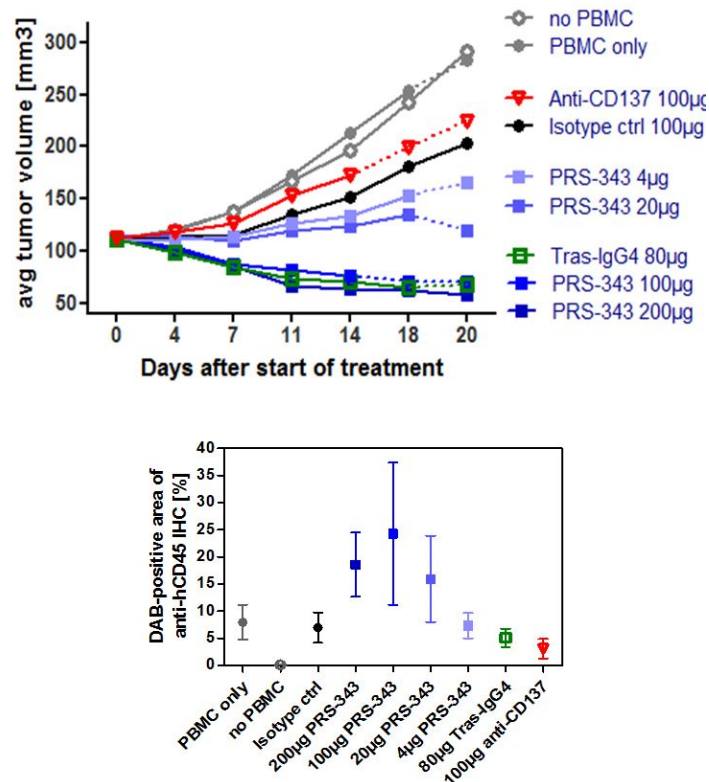 no PBMC
PBMC only
Anti-CD137 100µg
Isotype ctrl 100µg
PRS-343 4µg
PRS-343 20µg
Tras-IgG4 80µg
PRS-343 100µg
PRS-343 200µg
avg tumor volume [mm3]
300
250
200
150
100
50
0 4 7 11 14 18 20
Days after start of treatment
DAB-positive area of
anti-hCD45 IHC [%]
40
35
30
25
20
15
10
5
0
PBMC only
no PBMC
Isotype ctrl
200µg PRS-343
100µg PRS-343
20µg PRS-343
4µg PRS-343
80µg Tras-IgG4
100µg anti-CD137